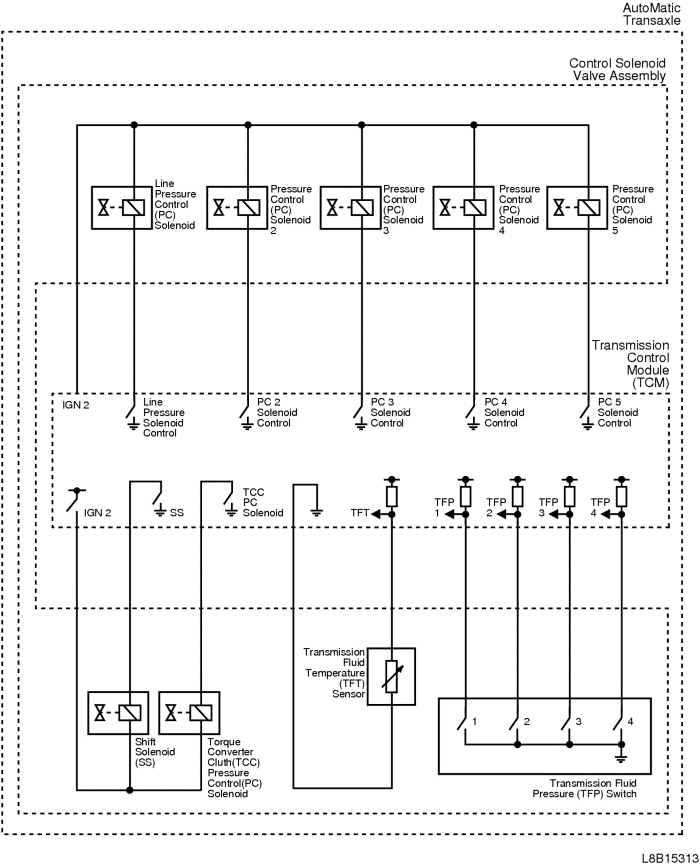 AutoMatic
Transaxle
Control Solenoid
Valve Assembly
Line
Pressure
Control
(PC)
Solenoid
Pressure
Control
(PC)
Solenoid
2
Pressure
Control
(PC)
Solenoid
3
Pressure
Control
(PC)
Solenoid
4
Pressure
Control
(PC)
Solenoid
5
Transmission
Control
Module
(TCM)
IGN 2
Line
Pressure
Solenoid
Control
PC 2
Solenoid
Control
PC 3
Solenoid
Control
PC 4
Solenoid
Control
PC 5
Solenoid
Control
IGN 2
SS
TCC
PC
Solenoid
TFT
TFP
1
TFP
2
TFP
3
TFP
4
Transmission
Fluid
Temperature
(TFT)
Sensor
1
2
3
4
Shift
Solenoid
(SS)
Torque
Converter
Cluth(TCC)
Pressure
Control(PC)
Solenoid
Transmission Fluid
Pressure (TFP) Switch
L8B15313